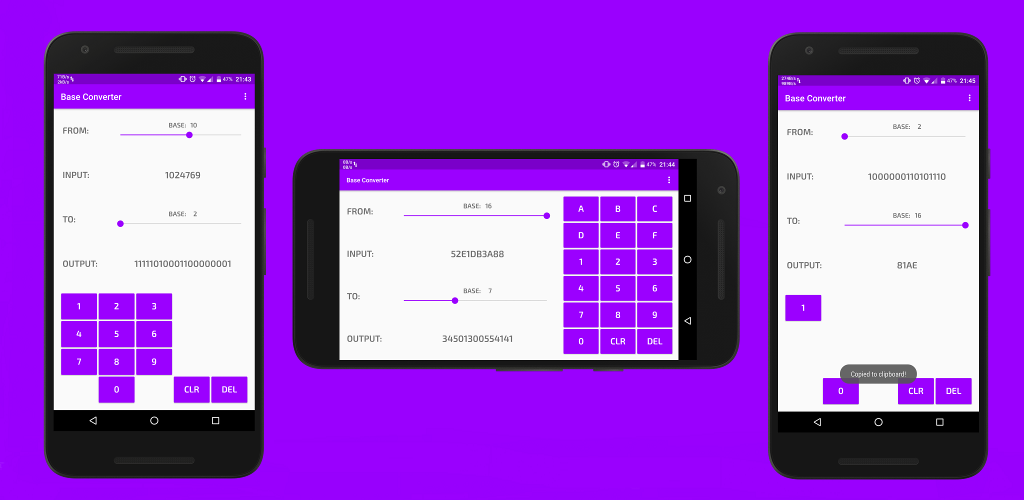 47% 21:43
Base Converter
FROM:
BASE: 10
INPUT:
1024769
TO:
BASE: 2
OUTPUT:
11111010001100000001
1 2 3
4 5 6
7 8 9
0 CLR DEL
0B/s
0B/s
47% 21:44
Base Converter
FROM:
BASE: 16
INPUT:
52E1DB3A88
TO:
BASE: 7
OUTPUT:
34501300554141
A B C
D E F
1 2 3
4 5 6
7 8 9
0 CLR DEL
47% 21:45
Base Converter
FROM:
BASE: 2
INPUT:
1000000110101110
TO:
BASE: 16
OUTPUT:
81AE
1
Copied to clipboard!
0 CLR DEL